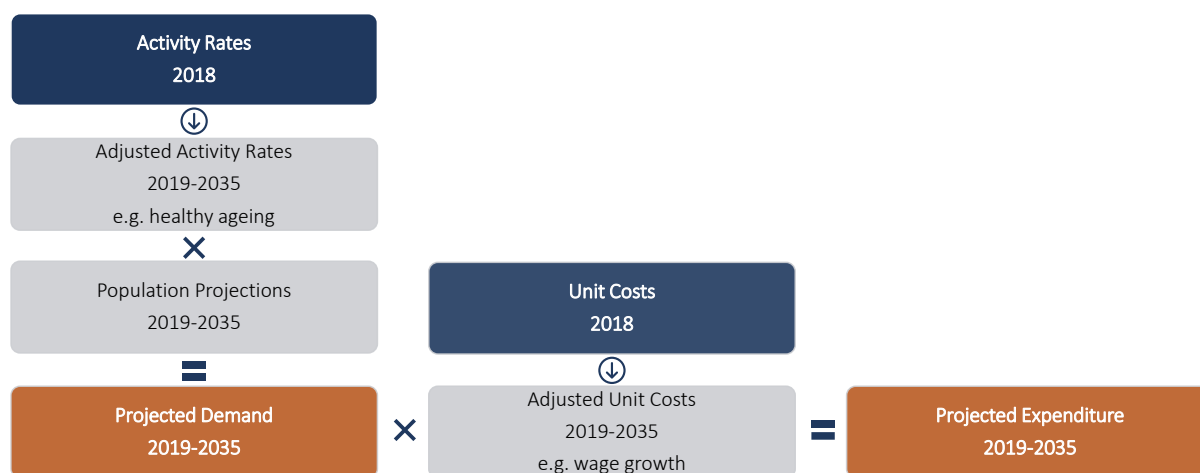 Activity Rates
2018
Adjusted Activity Rates
2019-2035
e.g. healthy ageing
Population Projections
2019-2035
Unit Costs
2018
Projected Demand
2019-2035
Adjusted Unit Costs
2019-2035
e.g. wage growth
Projected Expenditure
2019-2035